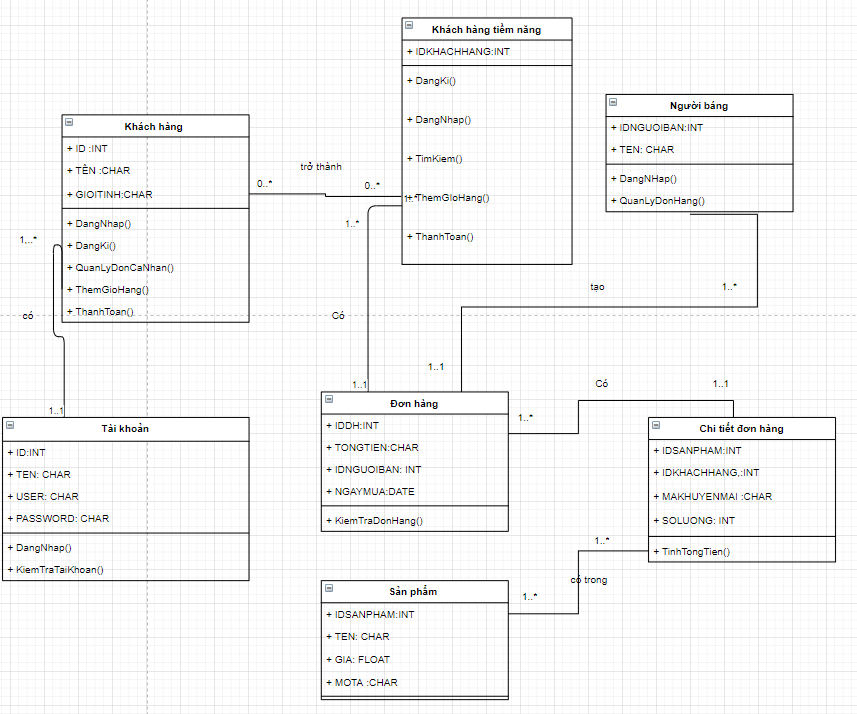 Khách hàng tiềm năng
+ IDKHACHHANG:INT
+ DangKi()
+ DangNhap()
+ TimKiem()
+ ThemGIoHang()
+ ThanhToan()
Người báng
+ IDNGUOIBAN:INT
+ TEN: CHAR
+ DangNHap()
+ QuanLyDonHang()
Khách hàng
+ ID :INT
+ TÊN :CHAR
+ GIOITINH:CHAR
+ DangNhap()
+ DangKi()
+ QuanLyDonCaNhan()
+ ThemGioHang()
+ ThanhToan()
trở thành
0..*
0..*
1..*
1..*
1...*
có
1..1
Có
1..1
tạo
1..*
1..1
Tài khoản
+ ID:INT
+ TEN: CHAR
+ USER: CHAR
+ PASSWORD: CHAR
+ DangNhap()
+ KiemTraTaiKhoan()
Đơn hàng
+ IDDH:INT
+ TONGTIEN:CHAR
+ IDNGUOIBAN: INT
+ NGAYMUA:DATE
+ KiemTraDonHang()
Có
1..1
1..*
Chi tiết đơn hàng
+ IDSANPHAM:INT
+ IDKHACHHANG,:INT
+ MAKHUYENMAI :CHAR
+ SOLUONG: INT
+ TinhTongTien()
1..*
có trong
1..*
Sản phẩm
+ IDSANPHAM:INT
+ TEN: CHAR
+ GIA: FLOAT
+ MOTA :CHAR